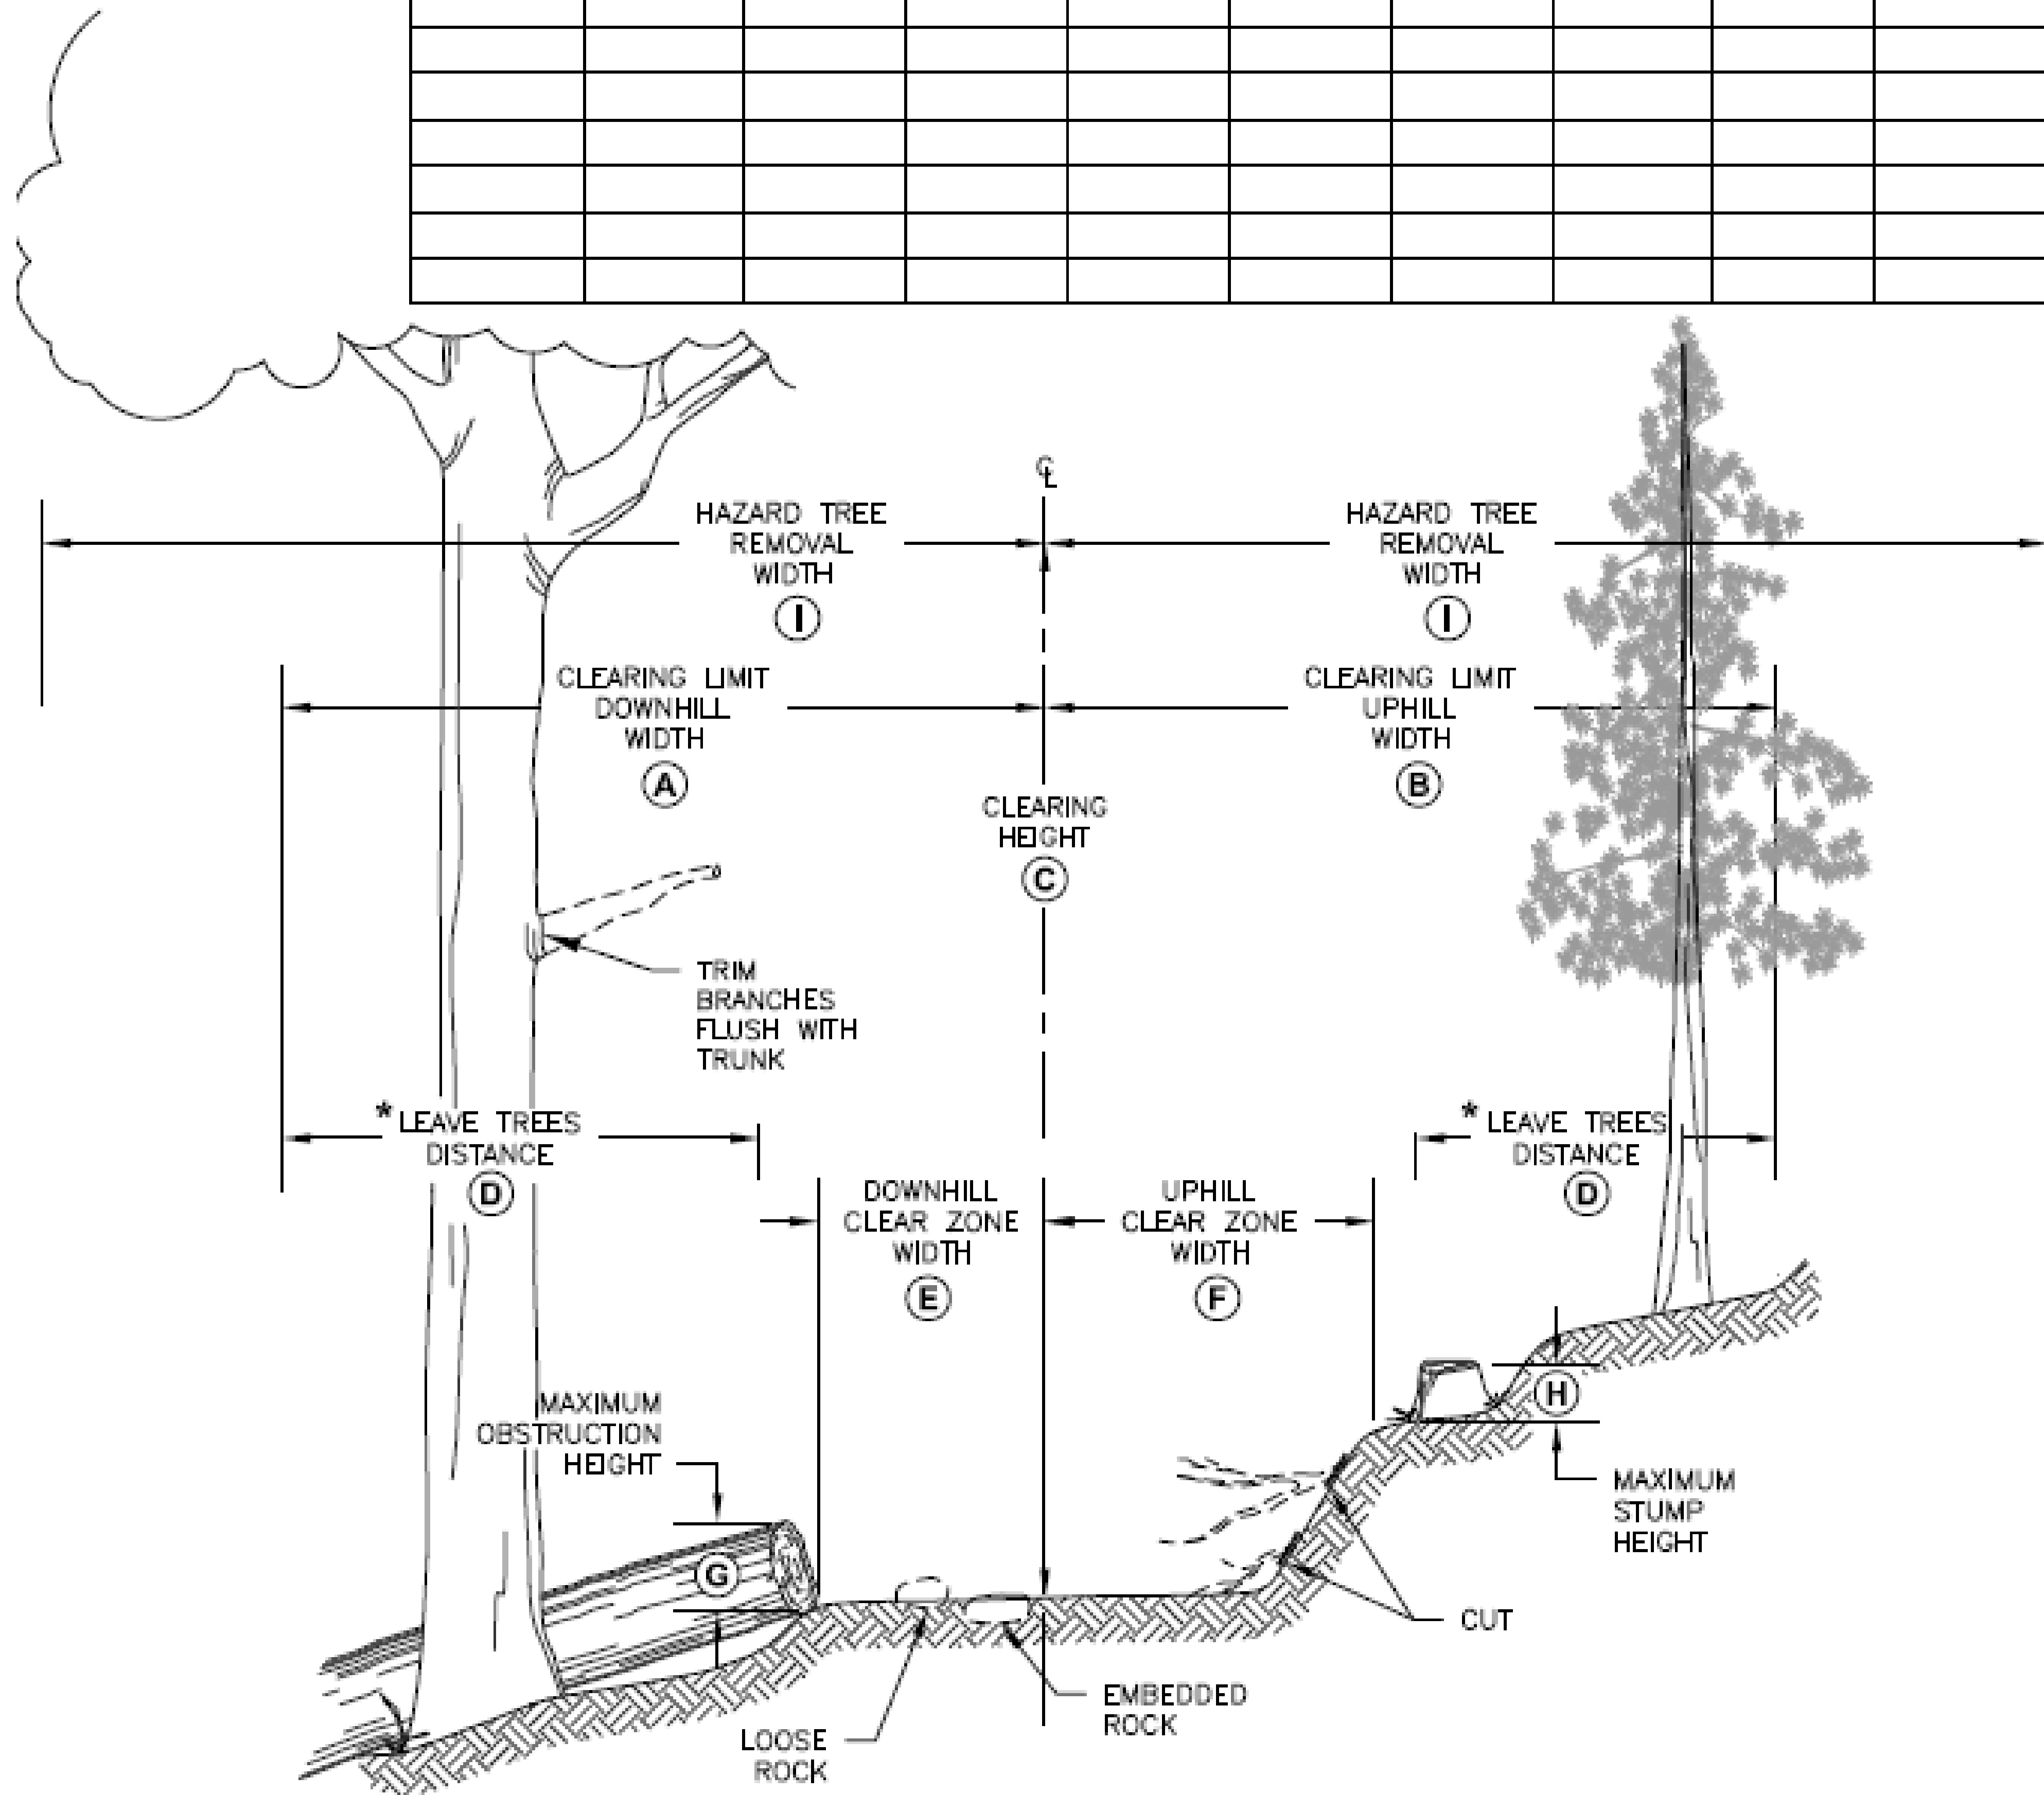 ℄
HAZARD TREE
REMOVAL
WIDTH
I
HAZARD TREE
REMOVAL
WIDTH
I
CLEARING LIMIT
DOWNHILL
WIDTH
A
CLEARING LIMIT
UPHILL
WIDTH
B
CLEARING
HEIGHT
C
TRIM
BRANCHES
FLUSH WITH
TRUNK
* LEAVE TREES
DISTANCE
D
* LEAVE TREES
DISTANCE
D
DOWNHILL
CLEAR ZONE
WIDTH
E
UPHILL
CLEAR ZONE
WIDTH
F
MAXIMUM
OBSTRUCTION
HEIGHT
G
H
MAXIMUM
STUMP
HEIGHT
CUT
EMBEDDED
ROCK
LOOSE
ROCK